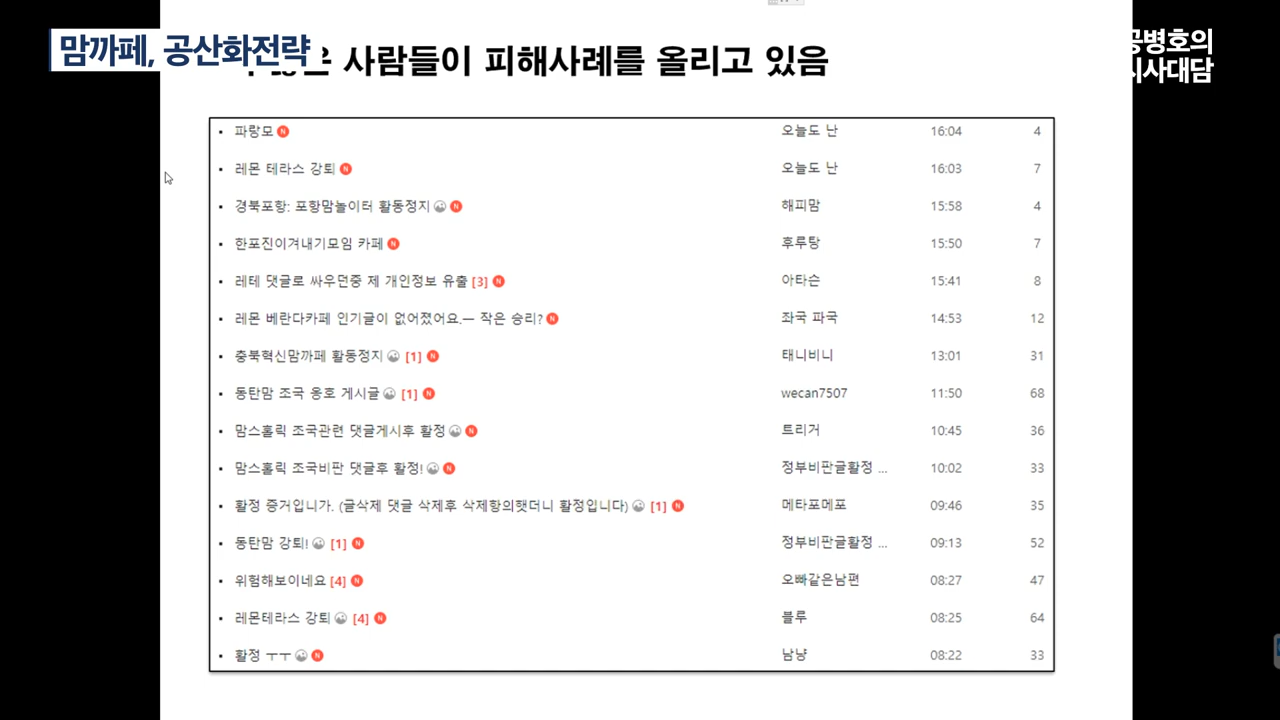 맘까페, 공산화전략
사람들이 피해사례를 올리고 있음
공병호의
시사대담
파랑모 N 오늘도 난 16:04 4
레몬 테라스 강퇴 N 오늘도 난 16:03 7
경북포항: 포항맘놀이터 활동정지 N 해피맘 15:58 4
한포진이겨내기모임 카페 N 후루탕 15:50 7
레테 댓글로 싸우던중 제 개인정보 유출 [3] N 아타슨 15:41 8
레몬 베란다카페 인기글이 없어졌어요.ㅡ 작은 승리? N 좌국 파국 14:53 12
충북혁신맘까페 활동정지 [1] N 태니비니 13:01 31
동탄맘 조국 옹호 게시글 [1] N wecan7507 11:50 68
맘스홀릭 조국관련 댓글게시후 활정 N 트리거 10:45 36
맘스홀릭 조국비판 댓글후 활정! N 정부비판글활정 ... 10:02 33
활정 증거입니가. (글삭제 댓글 삭제후 삭제항의햇더니 활정입니다) [1] N 메타포메포 09:46 35
동탄맘 강퇴! [1] N 정부비판글활정 ... 09:13 52
위험해보이네요 [4] N 오빠같은남편 08:27 47
레몬테라스 강퇴 [4] N 블루 08:25 64
활정 ㅜㅜ N 남냥 08:22 33